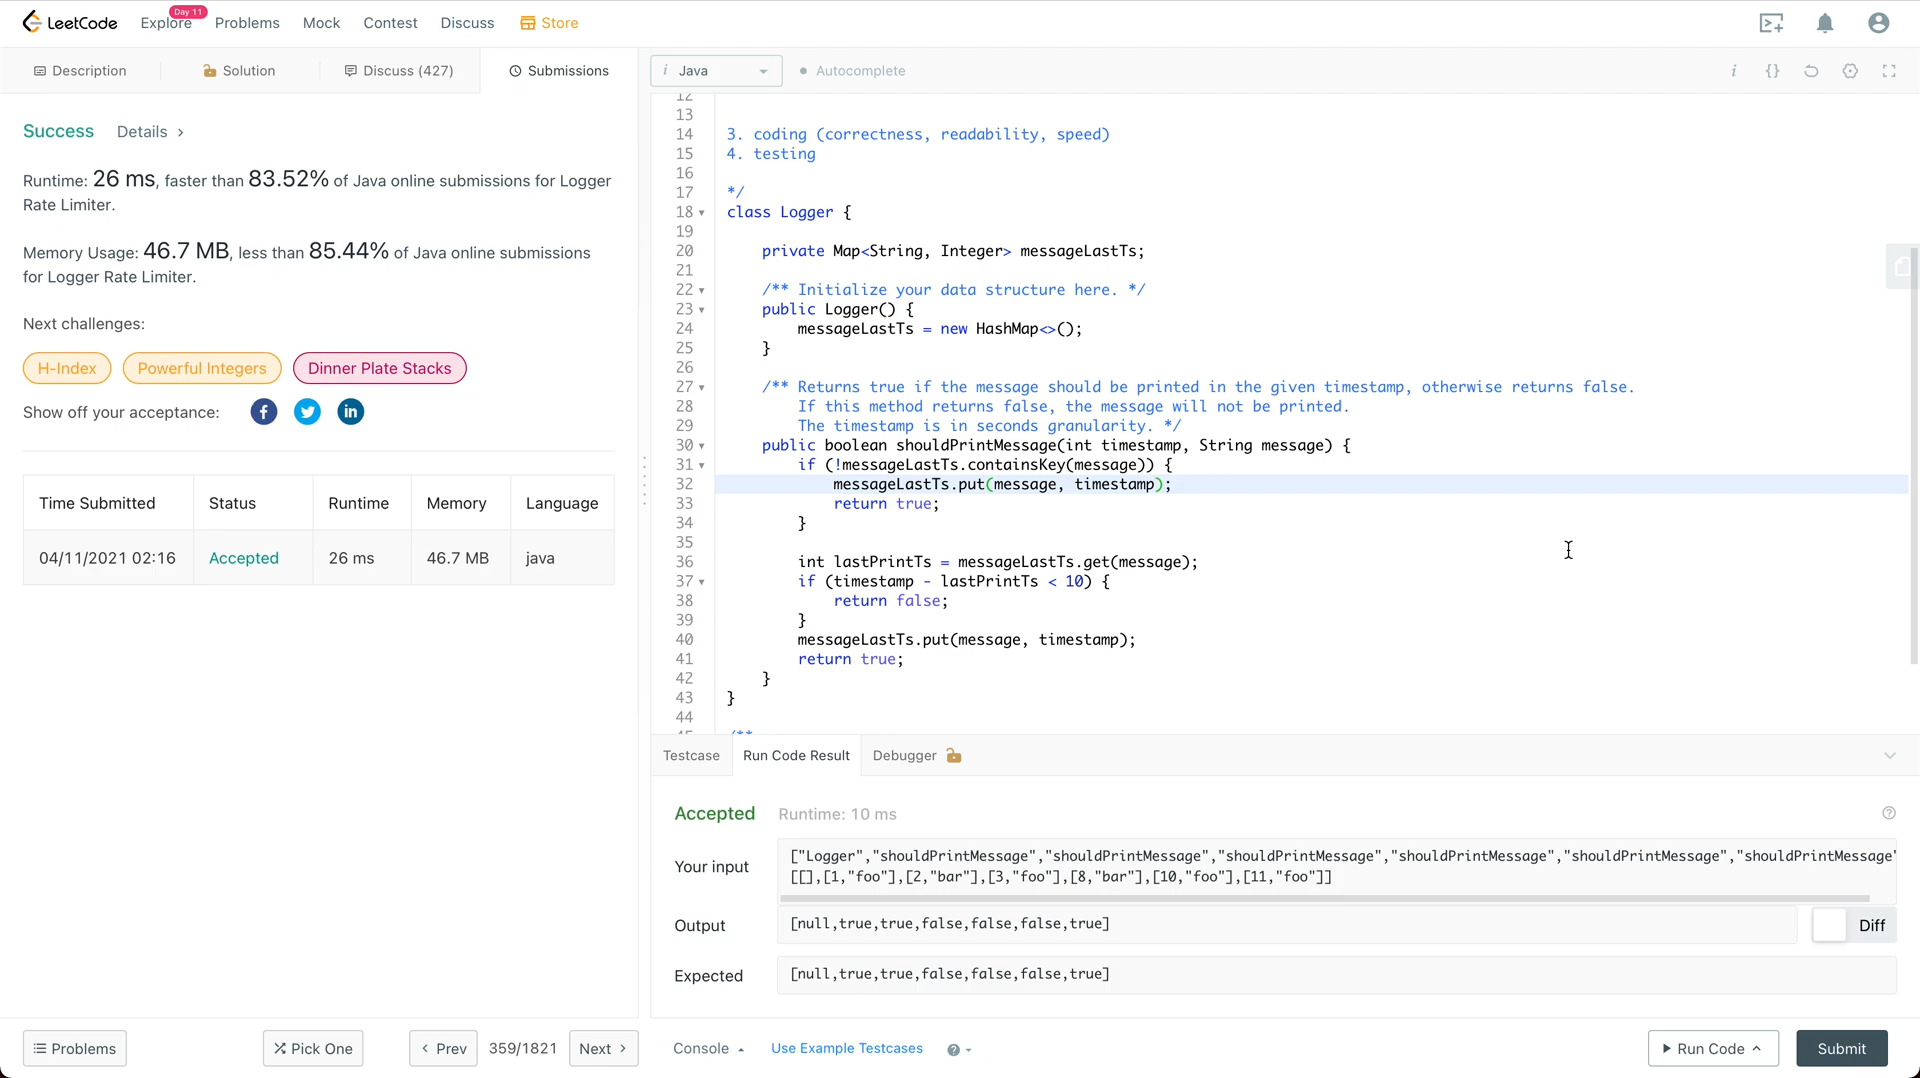 LeetCode
Explore
Day 11
Problems
Mock
Contest
Discuss
Store
Description
Solution
Discuss (427)
Submissions
i Java
Autocomplete
Success Details >
Runtime: 26 ms, faster than 83.52% of Java online submissions for Logger
Rate Limiter.
Memory Usage: 46.7 MB, less than 85.44% of Java online submissions
for Logger Rate Limiter.
Next challenges:
H-Index
Powerful Integers
Dinner Plate Stacks
Show off your acceptance:
Time Submitted Status Runtime Memory Language
04/11/2021 02:16 Accepted 26 ms 46.7 MB java
12
13
14 3. coding (correctness, readability, speed)
15 4. testing
16
17 */
18 class Logger {
19
20 private Map<String, Integer> messageLastTs;
21
22 /** Initialize your data structure here. */
23 public Logger() {
24 messageLastTs = new HashMap<>();
25 }
26
27 /** Returns true if the message should be printed in the given timestamp, otherwise returns false.
28 If this method returns false, the message will not be printed.
29 The timestamp is in seconds granularity. */
30 public boolean shouldPrintMessage(int timestamp, String message) {
31 if (!messageLastTs.containsKey(message)) {
32 messageLastTs.put(message, timestamp);
33 return true;
34 }
35
36 int lastPrintTs = messageLastTs.get(message);
37 if (timestamp - lastPrintTs < 10) {
38 return false;
39 }
40 messageLastTs.put(message, timestamp);
41 return true;
42 }
43 }
44
45 /**
Testcase
Run Code Result
Debugger
Accepted Runtime: 10 ms
Your input
["Logger","shouldPrintMessage","shouldPrintMessage","shouldPrintMessage","shouldPrintMessage","shouldPrintMessage","shouldPrintMessage"
[[],[1,"foo"],[2,"bar"],[3,"foo"],[8,"bar"],[10,"foo"],[11,"foo"]]
Output [null,true,true,false,false,false,true]
Diff
Expected [null,true,true,false,false,false,true]
Problems
Pick One
< Prev
359/1821
Next >
Console
Use Example Testcases
Run Code
Submit